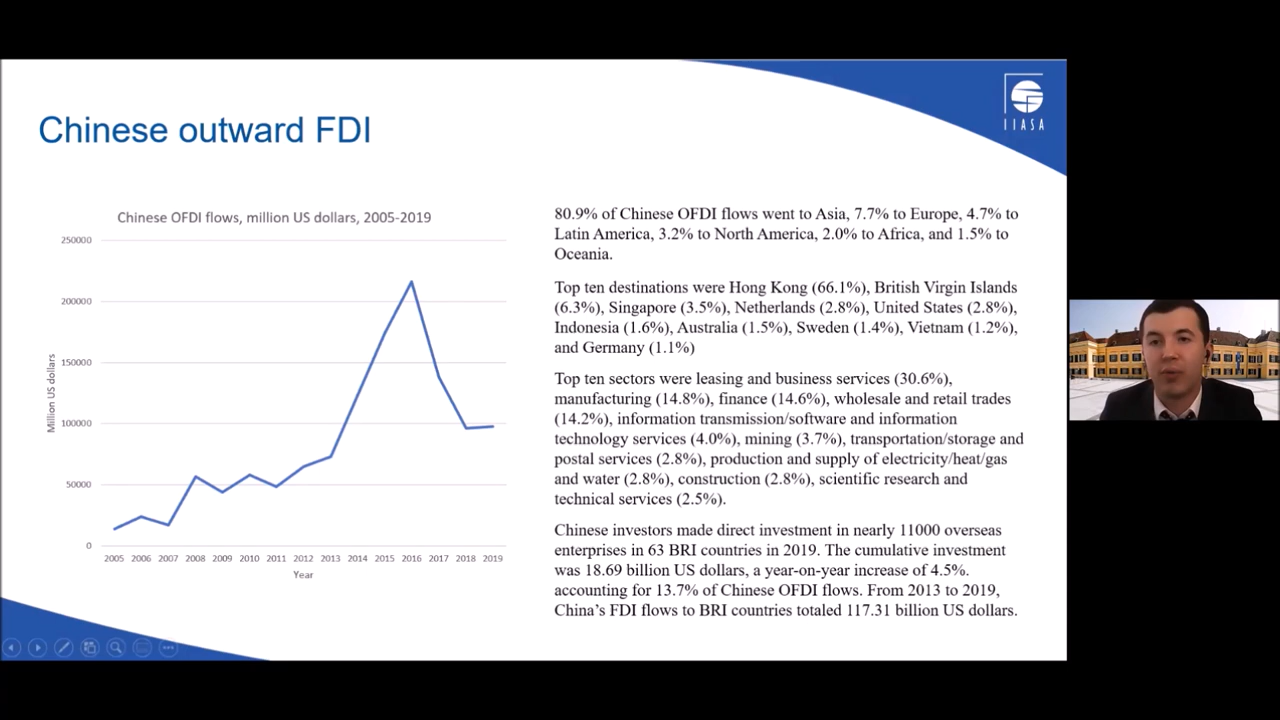 IIASA
Chinese outward FDI
Chinese OFDI flows, million US dollars, 2005-2019
250000
200000
150000
100000
50000
0
Million US dollars
2005 2006 2007 2008 2009 2010 2011 2012 2013 2014 2015 2016 2017 2018 2019
Year
80.9% of Chinese OFDI flows went to Asia, 7.7% to Europe, 4.7% to
Latin America, 3.2% to North America, 2.0% to Africa, and 1.5% to
Oceania.
Top ten destinations were Hong Kong (66.1%), British Virgin Islands
(6.3%), Singapore (3.5%), Netherlands (2.8%), United States (2.8%),
Indonesia (1.6%), Australia (1.5%), Sweden (1.4%), Vietnam (1.2%),
and Germany (1.1%)
Top ten sectors were leasing and business services (30.6%),
manufacturing (14.8%), finance (14.6%), wholesale and retail trades
(14.2%), information transmission/software and information
technology services (4.0%), mining (3.7%), transportation/storage and
postal services (2.8%), production and supply of electricity/heat/gas
and water (2.8%), construction (2.8%), scientific research and
technical services (2.5%).
Chinese investors made direct investment in nearly 11000 overseas
enterprises in 63 BRI countries in 2019. The cumulative investment
was 18.69 billion US dollars, a year-on-year increase of 4.5%.
accounting for 13.7% of Chinese OFDI flows. From 2013 to 2019,
China's FDI flows to BRI countries totaled 117.31 billion US dollars.